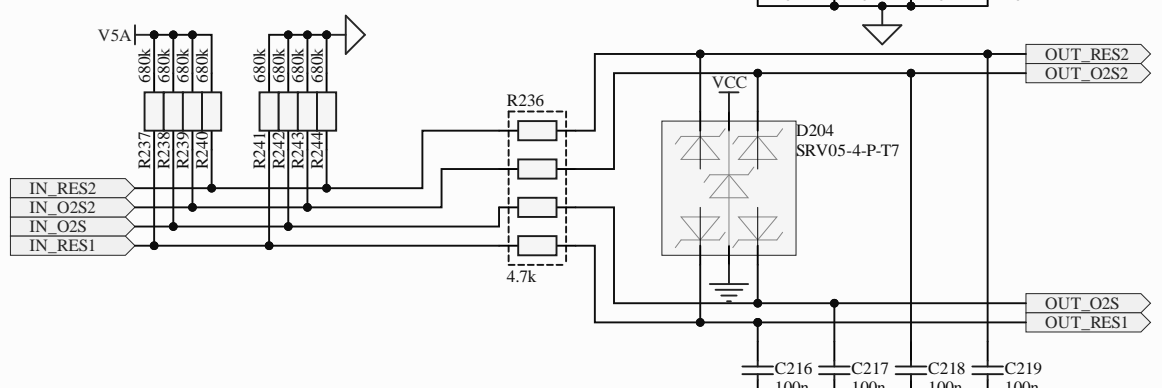 V5A
680k
680k
680k
680k
R237
R238
R239
R240
680k
680k
680k
680k
R241
R242
R243
R244
IN_RES2
IN_O2S2
IN_O2S
IN_RES1
R236
4.7k
VCC
D204
SRV05-4-P-T7
OUT_RES2
OUT_O2S2
OUT_O2S
OUT_RES1
C216
100n
C217
100n
C218
100n
C219
100n